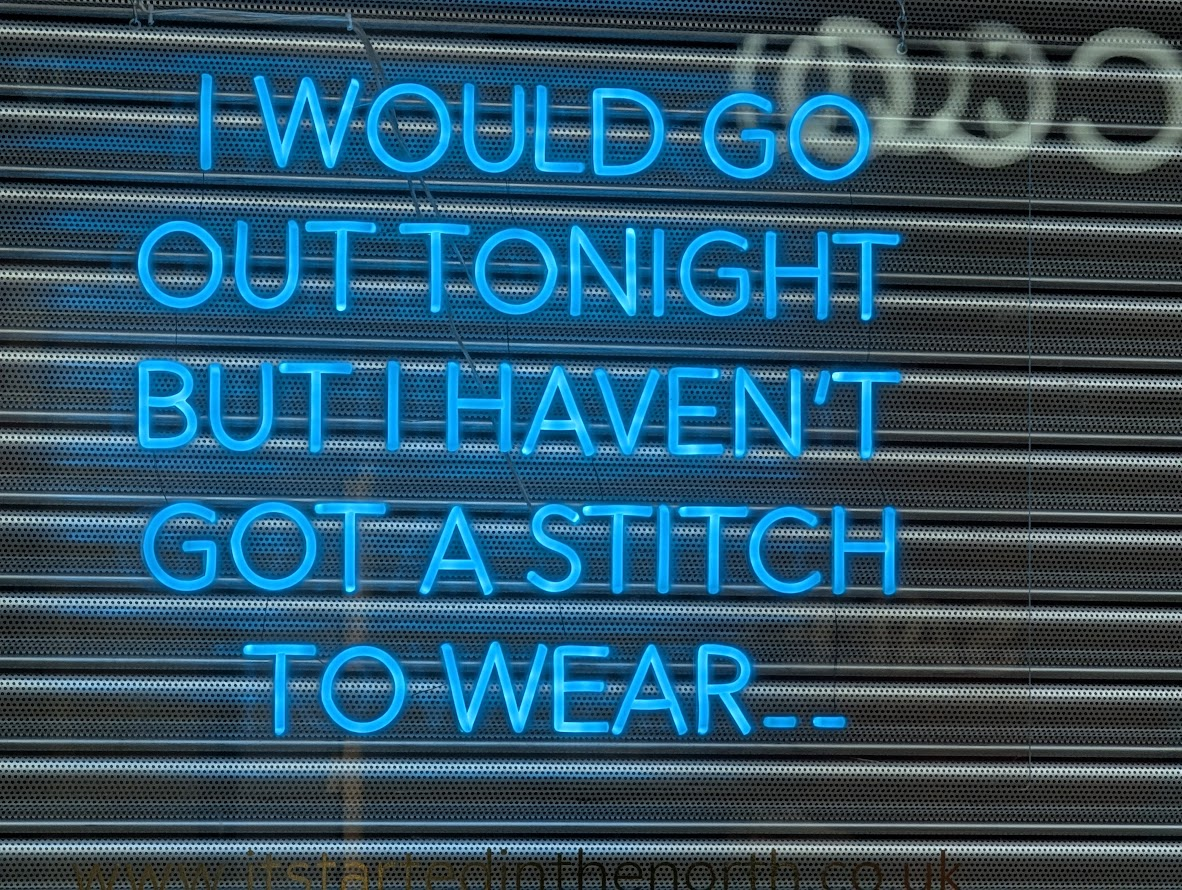 I WOULD GO
OUT TONIGHT
BUT I HAVEN'T
GOT A STITCH
TO WEAR--
www.itstartedinthenorth.co.uk